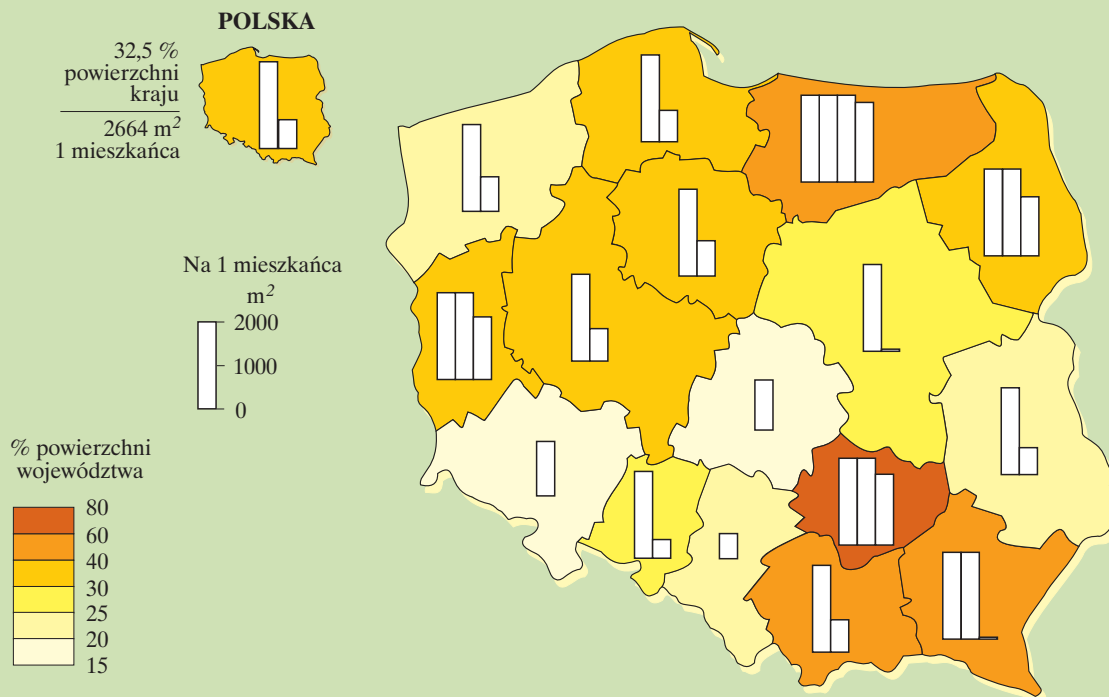 POLSKA
32,5 %
powierzchni
kraju
2664 m²
1 mieszkańca
Na 1 mieszkańca
m²
2000
1000
0
% powierzchni
województwa
80
60
40
30
25
20
15